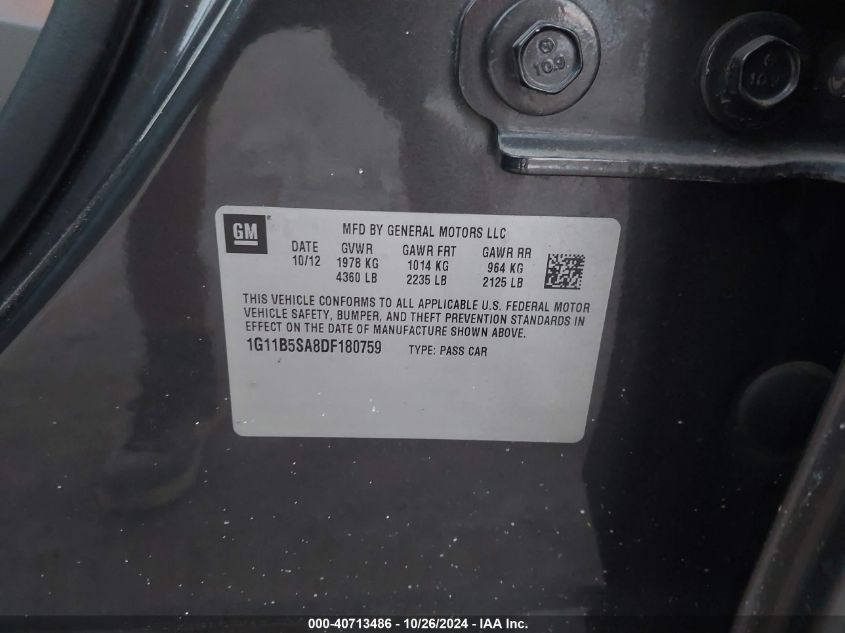 10.9
10.9
GM
MFD BY GENERAL MOTORS LLC
DATE GVWR GAWR FRT GAWR RR
10/12 1978 KG 1014 KG 964 KG
4360 LB 2235 LB 2125 LB
THIS VEHICLE CONFORMS TO ALL APPLICABLE U.S. FEDERAL MOTOR
VEHICLE SAFETY, BUMPER, AND THEFT PREVENTION STANDARDS IN
EFFECT ON THE DATE OF MANUFACTURE SHOWN ABOVE.
1G11B5SA8DF180759 TYPE: PASS CAR
000-40713486 - 10/26/2024 - IAA Inc.